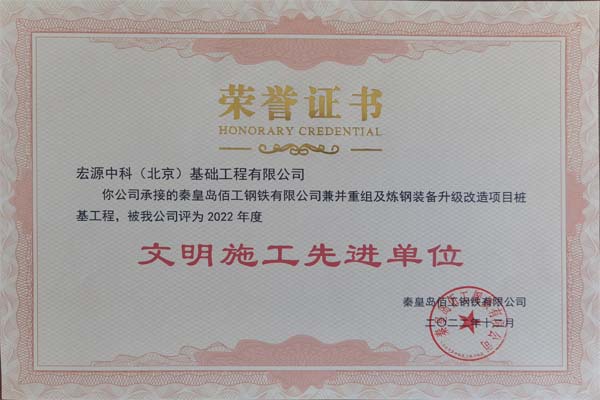 荣誉证书
HONORARY CREDENTIAL
宏源中科（北京）基础工程有限公司
你公司承接的秦皇岛佰工钢铁有限公司兼并重组及炼钢装备升级改造项目桩
基工程，被我公司评为 2022 年度
文明施工先进单位
秦皇岛佰工钢铁有限公司
二〇二二年十二月